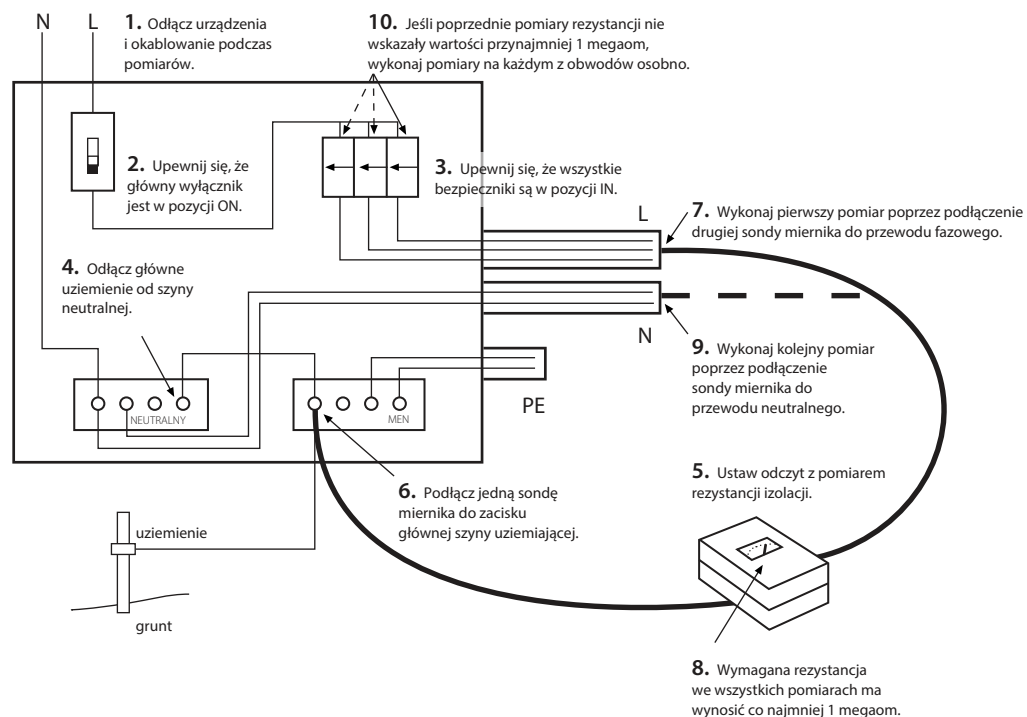 N
L
1. Odłącz urządzenia
i okablowanie podczas
pomiarów.
10. Jeśli poprzednie pomiary rezystancji nie
wskazały wartości przynajmniej 1 megaom,
wykonaj pomiary na każdym z obwodów osobno.
2. Upewnij się, że
główny wyłącznik
jest w pozycji ON.
3. Upewnij się, że wszystkie
bezpieczniki są w pozycji IN.
L
7. Wykonaj pierwszy pomiar poprzez podłączenie
drugiej sondy miernika do przewodu fazowego.
4. Odłącz główne
uziemienie od szyny
neutralnej.
N
9. Wykonaj kolejny pomiar
poprzez podłączenie
sondy miernika do
przewodu neutralnego.
PE
NEUTRALNY
MEN
5. Ustaw odczyt z pomiarem
rezystancji izolacji.
6. Podłącz jedną sondę
miernika do zacisku
głównej szyny uziemiającej.
uziemienie
grunt
8. Wymagana rezystancja
we wszystkich pomiarach ma
wynosić co najmniej 1 megaom.